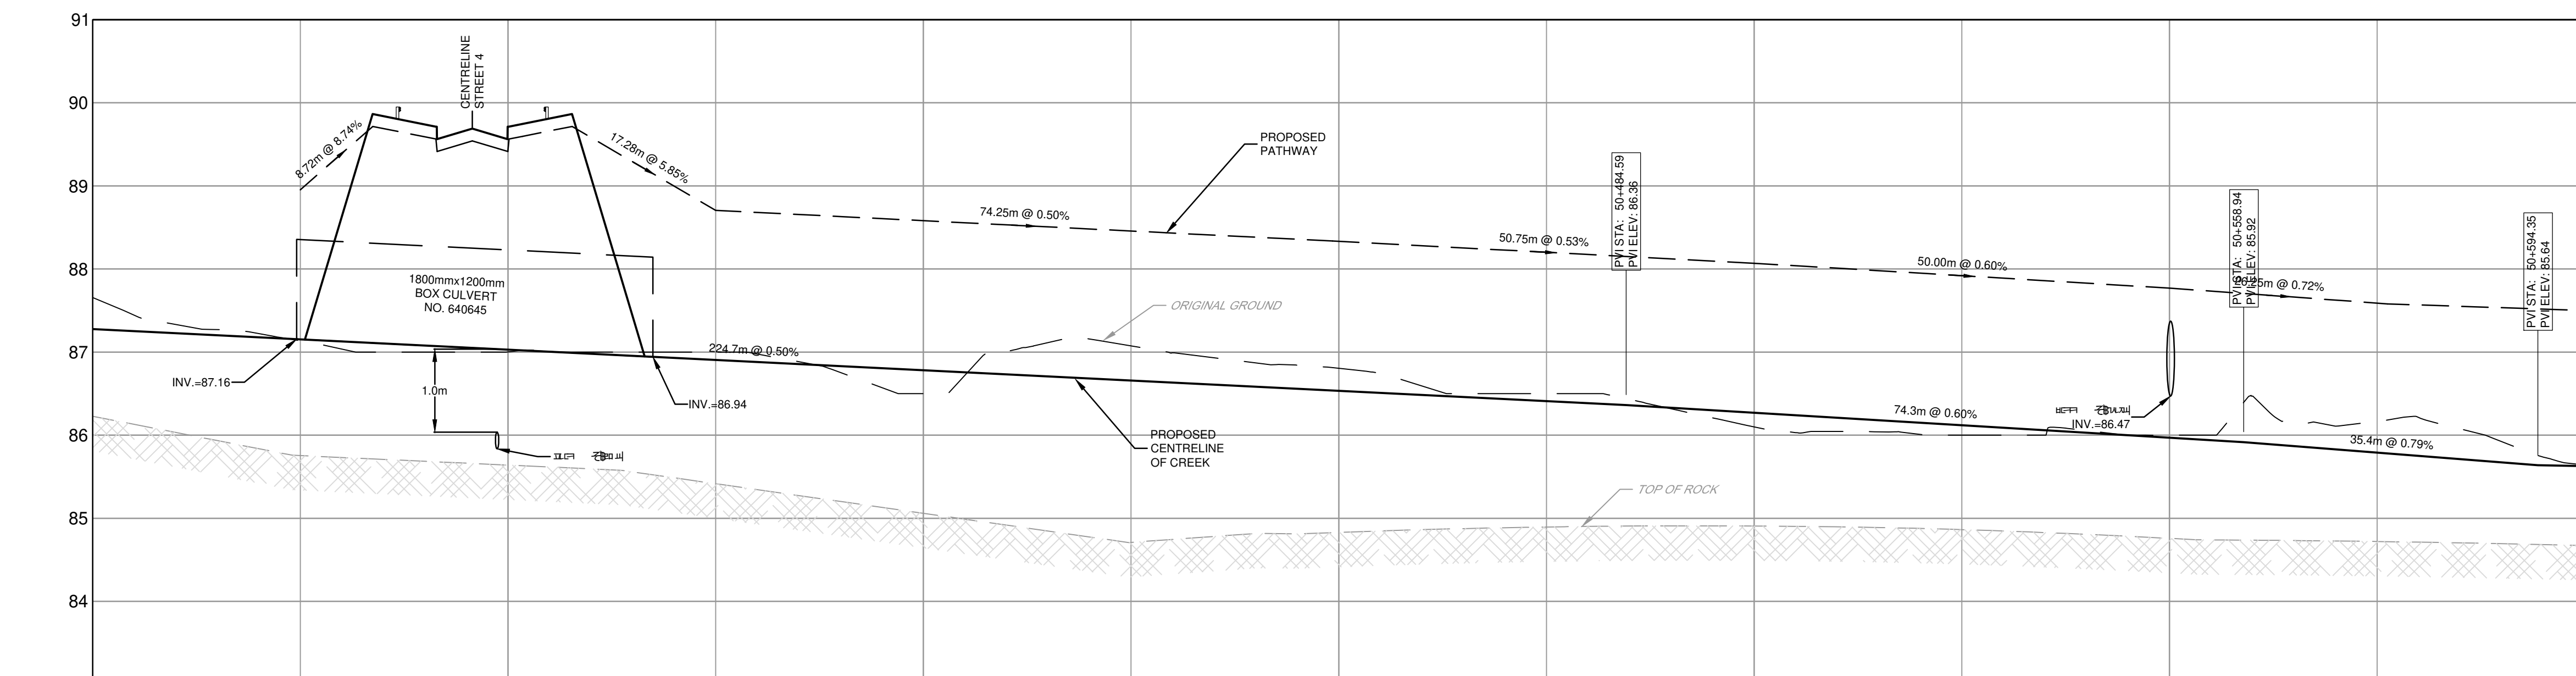 91
90
89
88
87
86
85
84
CENTRELINE
STREET 4
8.72m @ 8.74%
17.28m @ 5.85%
PROPOSED
PATHWAY
74.25m @ 0.50%
50.75m @ 0.53%
PVI STA: 50+484.59
PVI ELEV: 86.36
50.00m @ 0.60%
PVI STA: 50+558.94
PVI ELEV: 85.92
@ 0.72%
PVI STA: 50+594.35
PVI ELEV: 85.64
1800mmx1200mm
BOX CULVERT
NO. 640645
ORIGINAL GROUND
INV.=87.16
1.0m
224.7m @ 0.50%
INV.=86.94
PROPOSED
CENTRELINE
OF CREEK
74.3m @ 0.60%
INV.=86.47
35.4m @ 0.79%
TOP OF ROCK